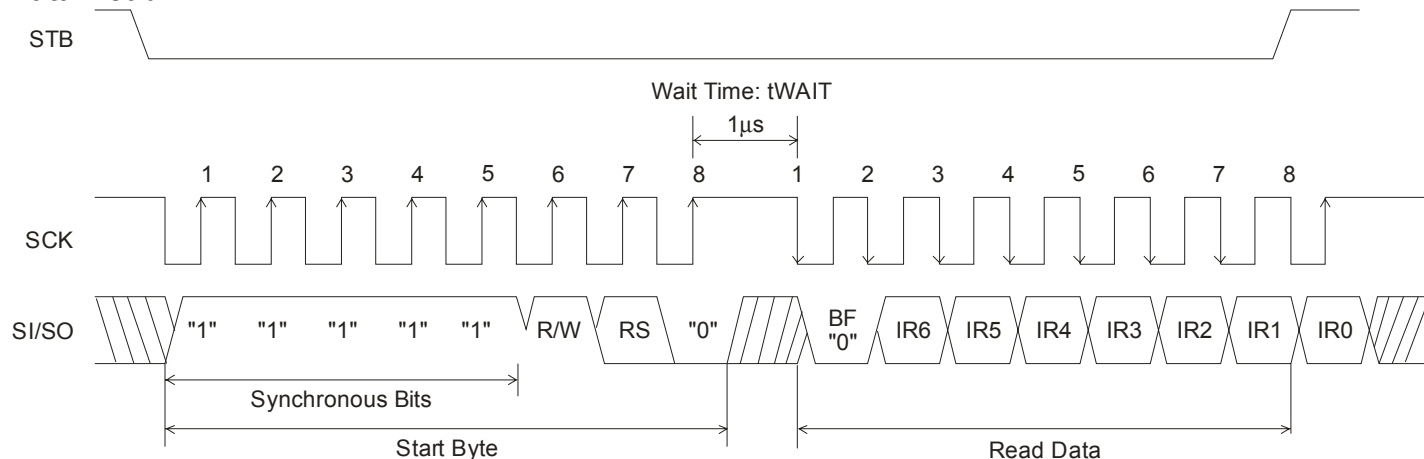 STB
Wait Time: tWAIT
1μs
1 2 3 4 5 6 7 8 1 2 3 4 5 6 7 8
SCK
SI/SO "1" "1" "1" "1" "1" R/W RS "0" BF "0" IR6 IR5 IR4 IR3 IR2 IR1 IR0
Synchronous Bits
Start Byte Read Data